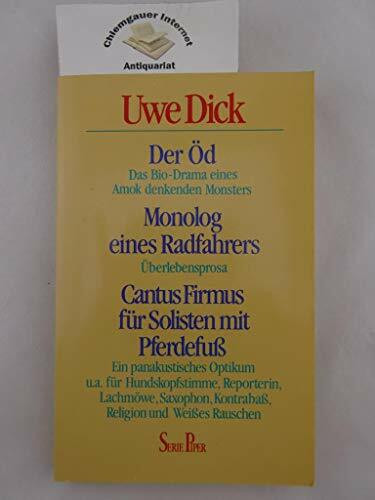 Chiemgauer Internet
Antiquariat
Uwe Dick
Der Öd
Das Bio-Drama eines
Amok denkenden Monsters
Monolog
eines Radfahrers
Überlebensprosa
Cantus Firmus
für Solisten mit
Pferdefuß
Ein panakustisches Optikum
u.a. für Hundskopfstimme, Reporterin,
Lachmöwe, Saxophon, Kontrabaß,
Religion und Weißes Rauschen
SERIE PIPER